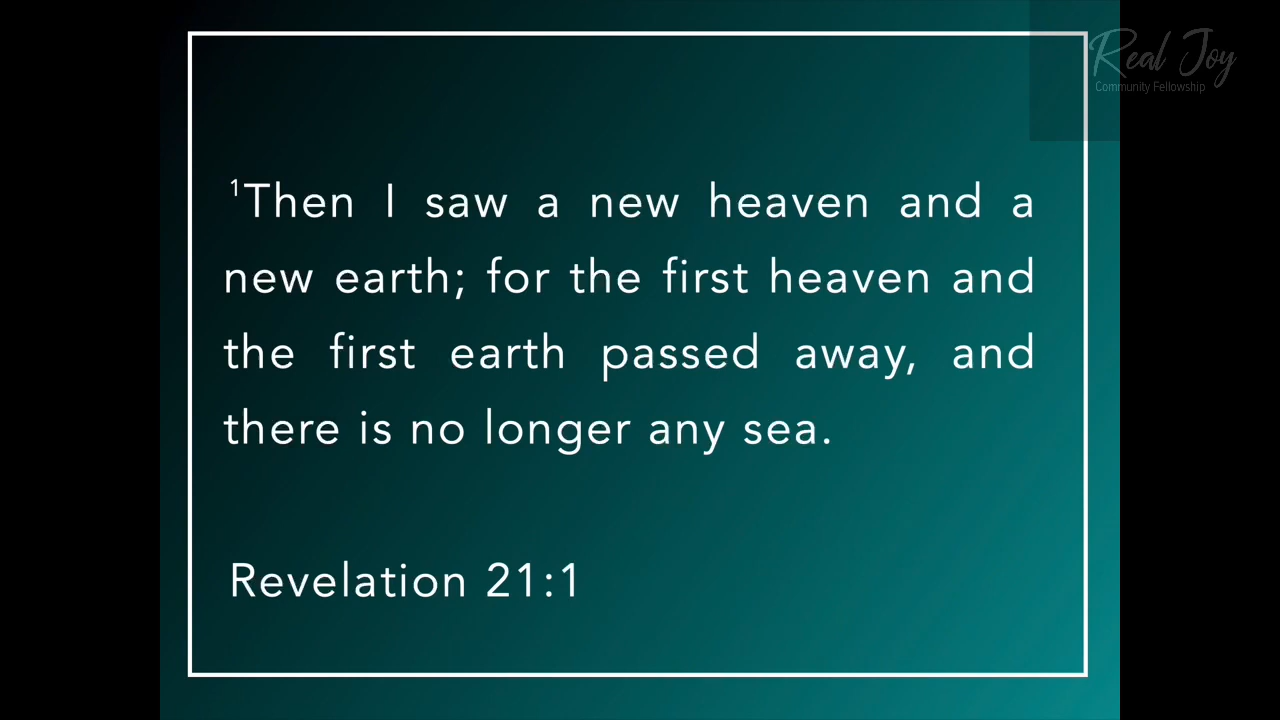 Real Joy
Community Fellowship
¹Then I saw a new heaven and a
new earth; for the first heaven and
the first earth passed away, and
there is no longer any sea.
Revelation 21:1